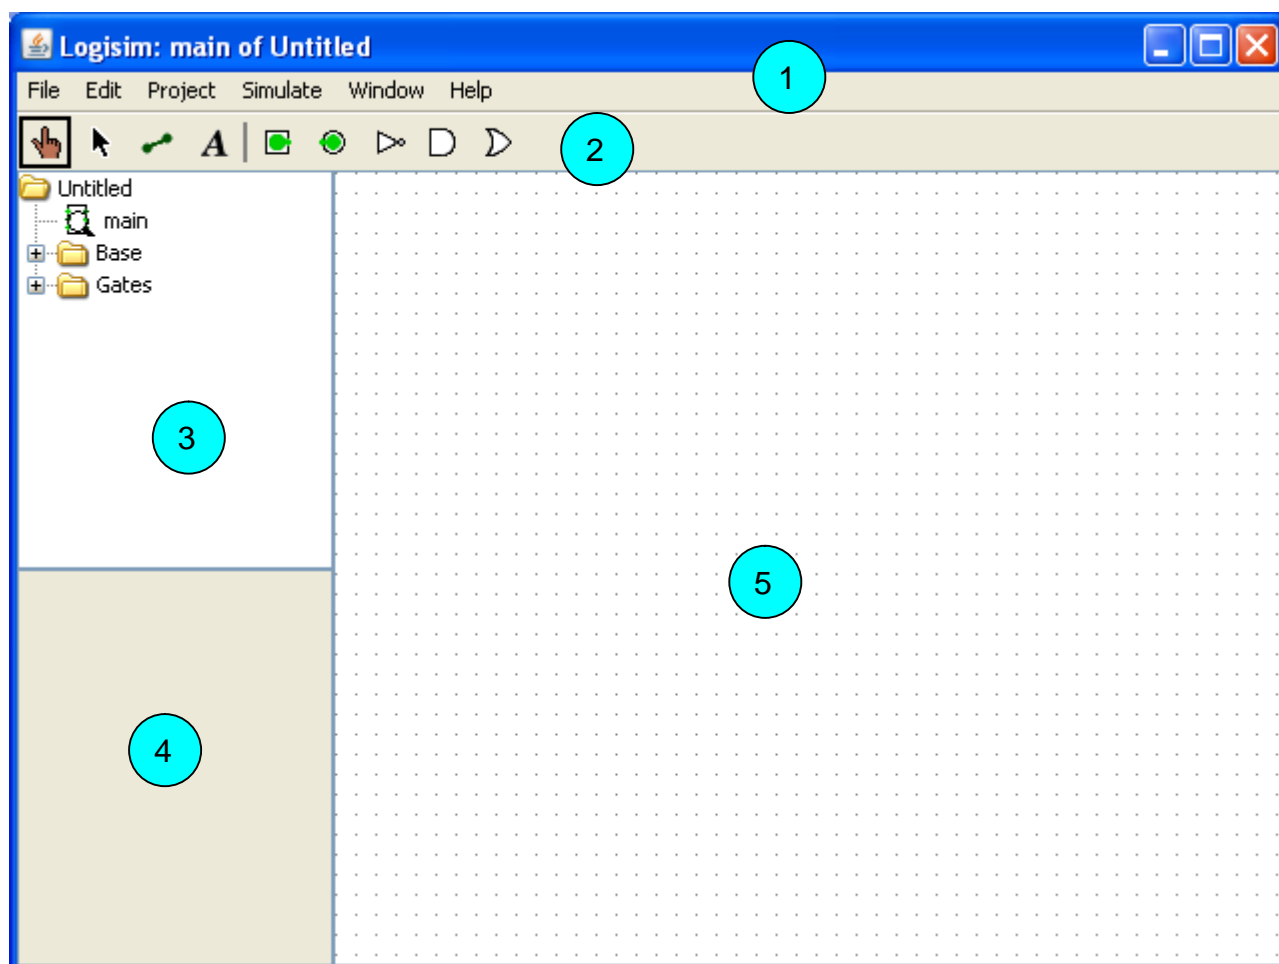 Logisim: main of Untitled
1
File Edit Project Simulate Window Help
A
2
Untitled
main
Base
Gates
3
5
4